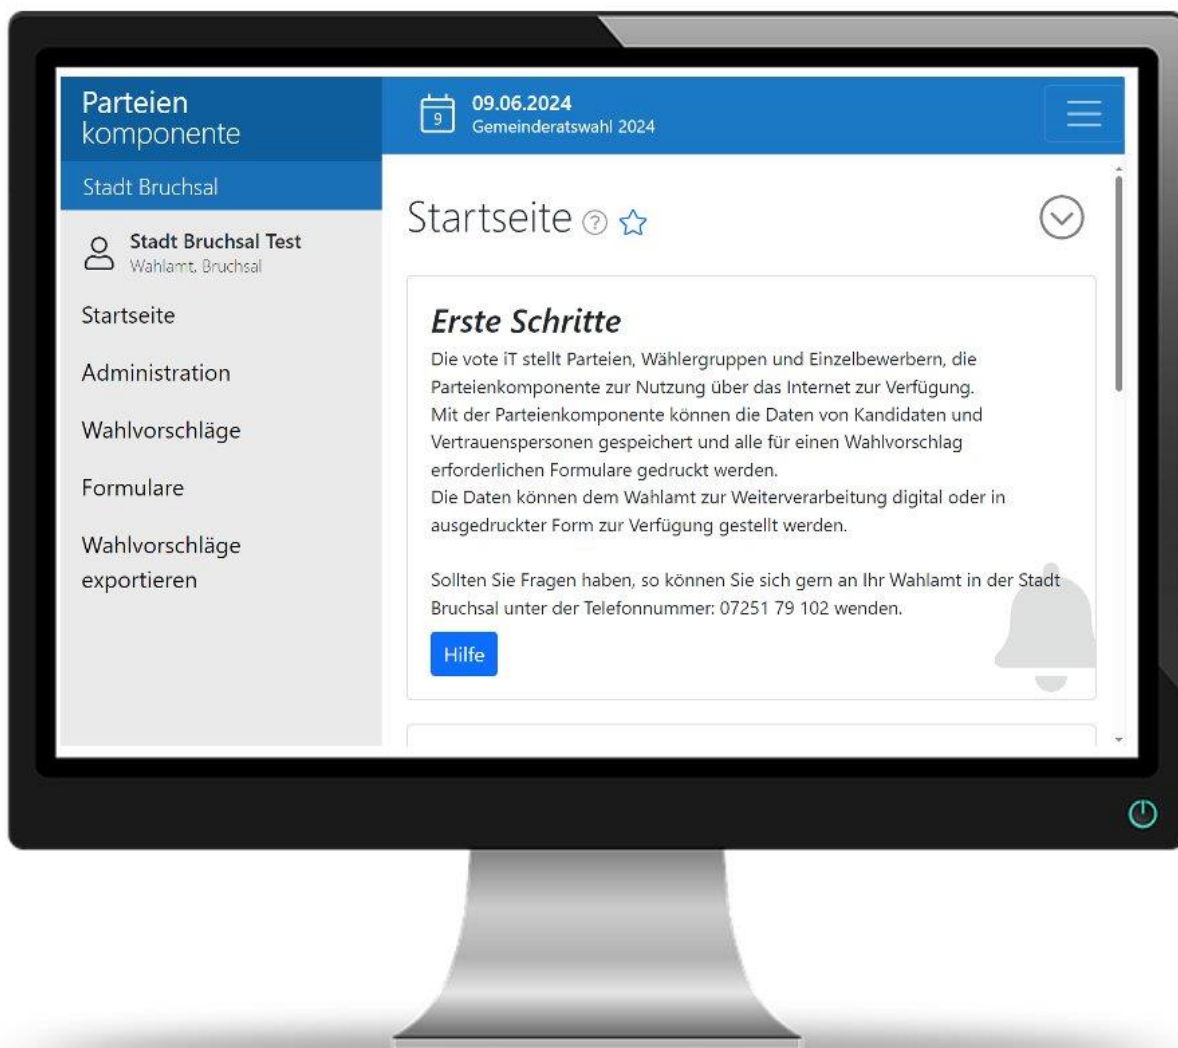 Parteien
komponente
Stadt Bruchsal
Stadt Bruchsal Test
Wahlamt, Bruchsal
Startseite
Administration
Wahlvorschläge
Formulare
Wahlvorschläge
exportieren
9
09.06.2024
Gemeinderatswahl 2024
Startseite ?
Erste Schritte
Die vote iT stellt Parteien, Wählergruppen und Einzelbewerbern, die
Parteienkomponente zur Nutzung über das Internet zur Verfügung.
Mit der Parteienkomponente können die Daten von Kandidaten und
Vertrauenspersonen gespeichert und alle für einen Wahlvorschlag
erforderlichen Formulare gedruckt werden.
Die Daten können dem Wahlamt zur Weiterverarbeitung digital oder in
ausgedruckter Form zur Verfügung gestellt werden.
Sollten Sie Fragen haben, so können Sie sich gern an Ihr Wahlamt in der Stadt
Bruchsal unter der Telefonnummer: 07251 79 102 wenden.
Hilfe